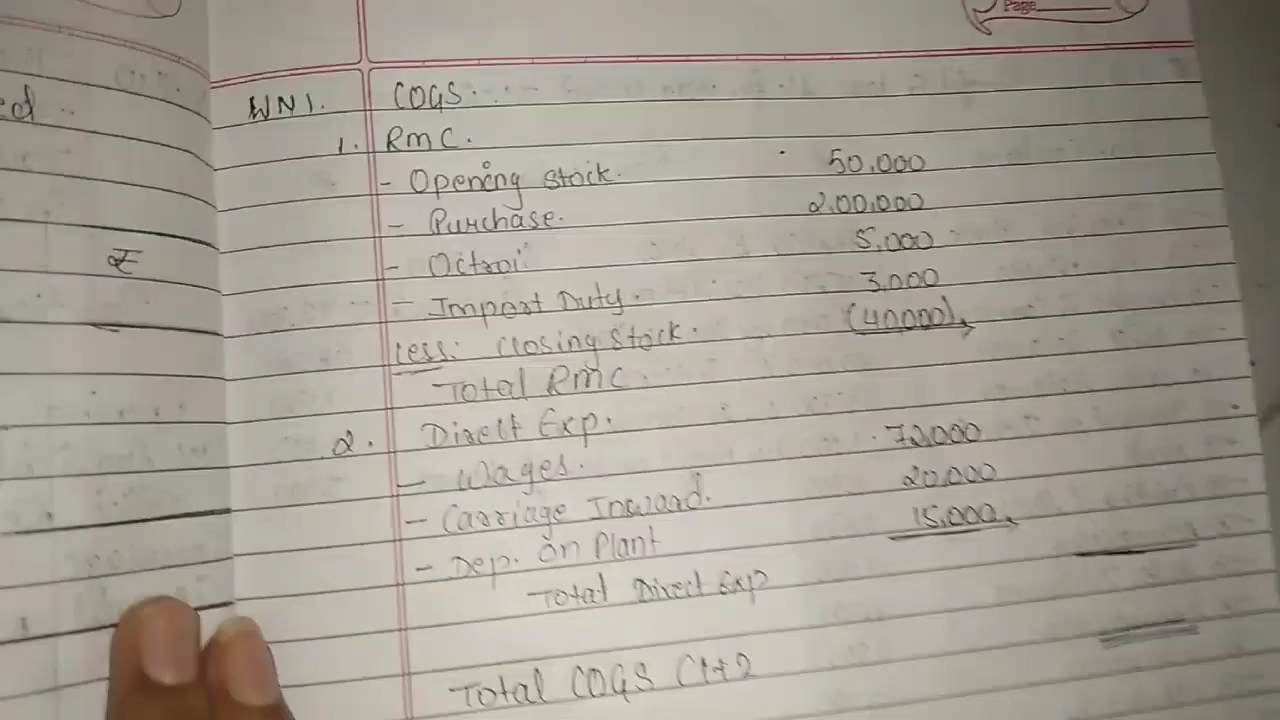 Page
ed
WN1. COGS:
1. RMC.
- Opening stock. 50,000
- Purchase. 2,00,000
- Octroi 5,000
₹
- Import Duty. 3,000
Less: Closing Stock. (40,000)
Total RMC.
2. Direct Exp.
- Wages. 72,000
- Carriage Inward. 20,000
- Dep. on Plant 15,000
Total Direct Exp
Total COGS (1+2